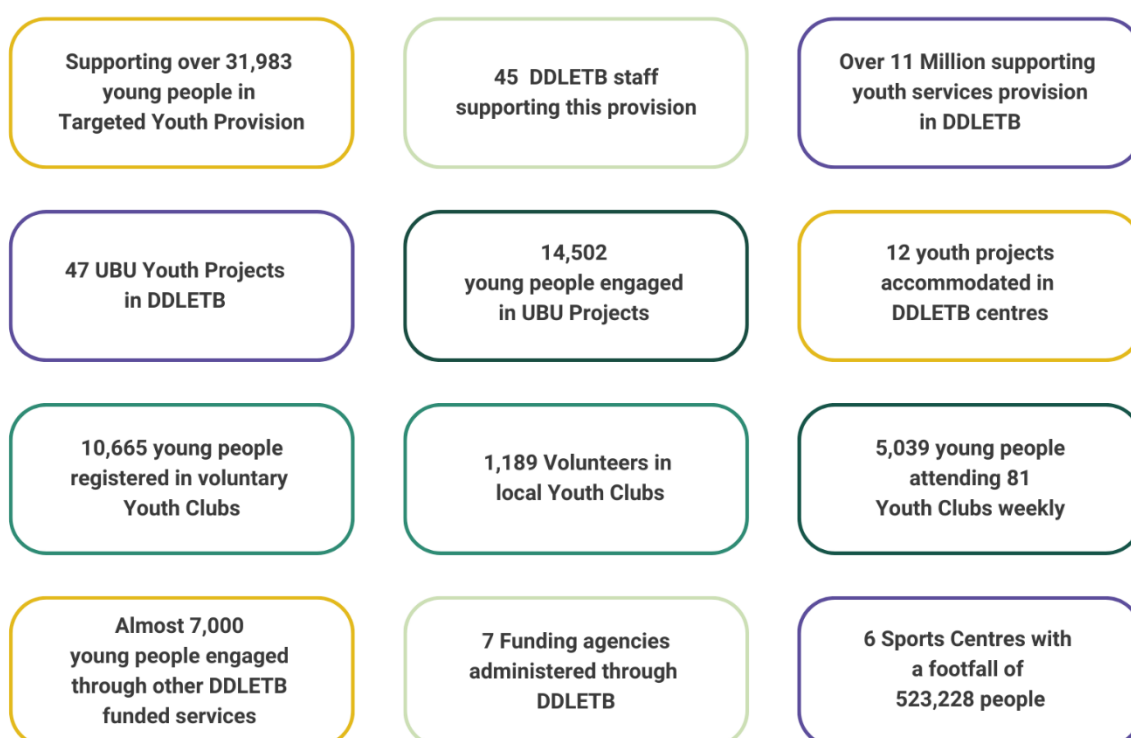 Supporting over 31,983
young people in
Targeted Youth Provision
45 DDLETB staff
supporting this provision
Over 11 Million supporting
youth services provision
in DDLETB
47 UBU Youth Projects
in DDLETB
14,502
young people engaged
in UBU Projects
12 youth projects
accommodated in
DDLETB centres
10,665 young people
registered in voluntary
Youth Clubs
1,189 Volunteers in
local Youth Clubs
5,039 young people
attending 81
Youth Clubs weekly
Almost 7,000
young people engaged
through other DDLETB
funded services
7 Funding agencies
administered through
DDLETB
6 Sports Centres with
a footfall of
523,228 people